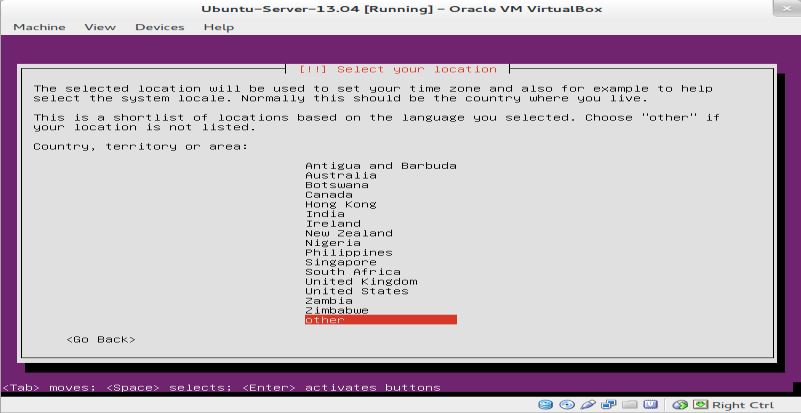 Ubuntu-Server-13.04 [Running] - Oracle VM VirtualBox
Machine View Devices Help
[!!] Select your location
The selected location will be used to set your time zone and also for example to help
select the system locale. Normally this should be the country where you live.
This is a shortlist of locations based on the language you selected. Choose "other" if
your location is not listed.
Country, territory or area:
Antigua and Barbuda
Australia
Botswana
Canada
Hong Kong
India
Ireland
New Zealand
Nigeria
Philippines
Singapore
South Africa
United Kingdom
United States
Zambia
Zimbabwe
other
<Go Back>
<Tab> moves; <Space> selects; <Enter> activates buttons
Right Ctrl